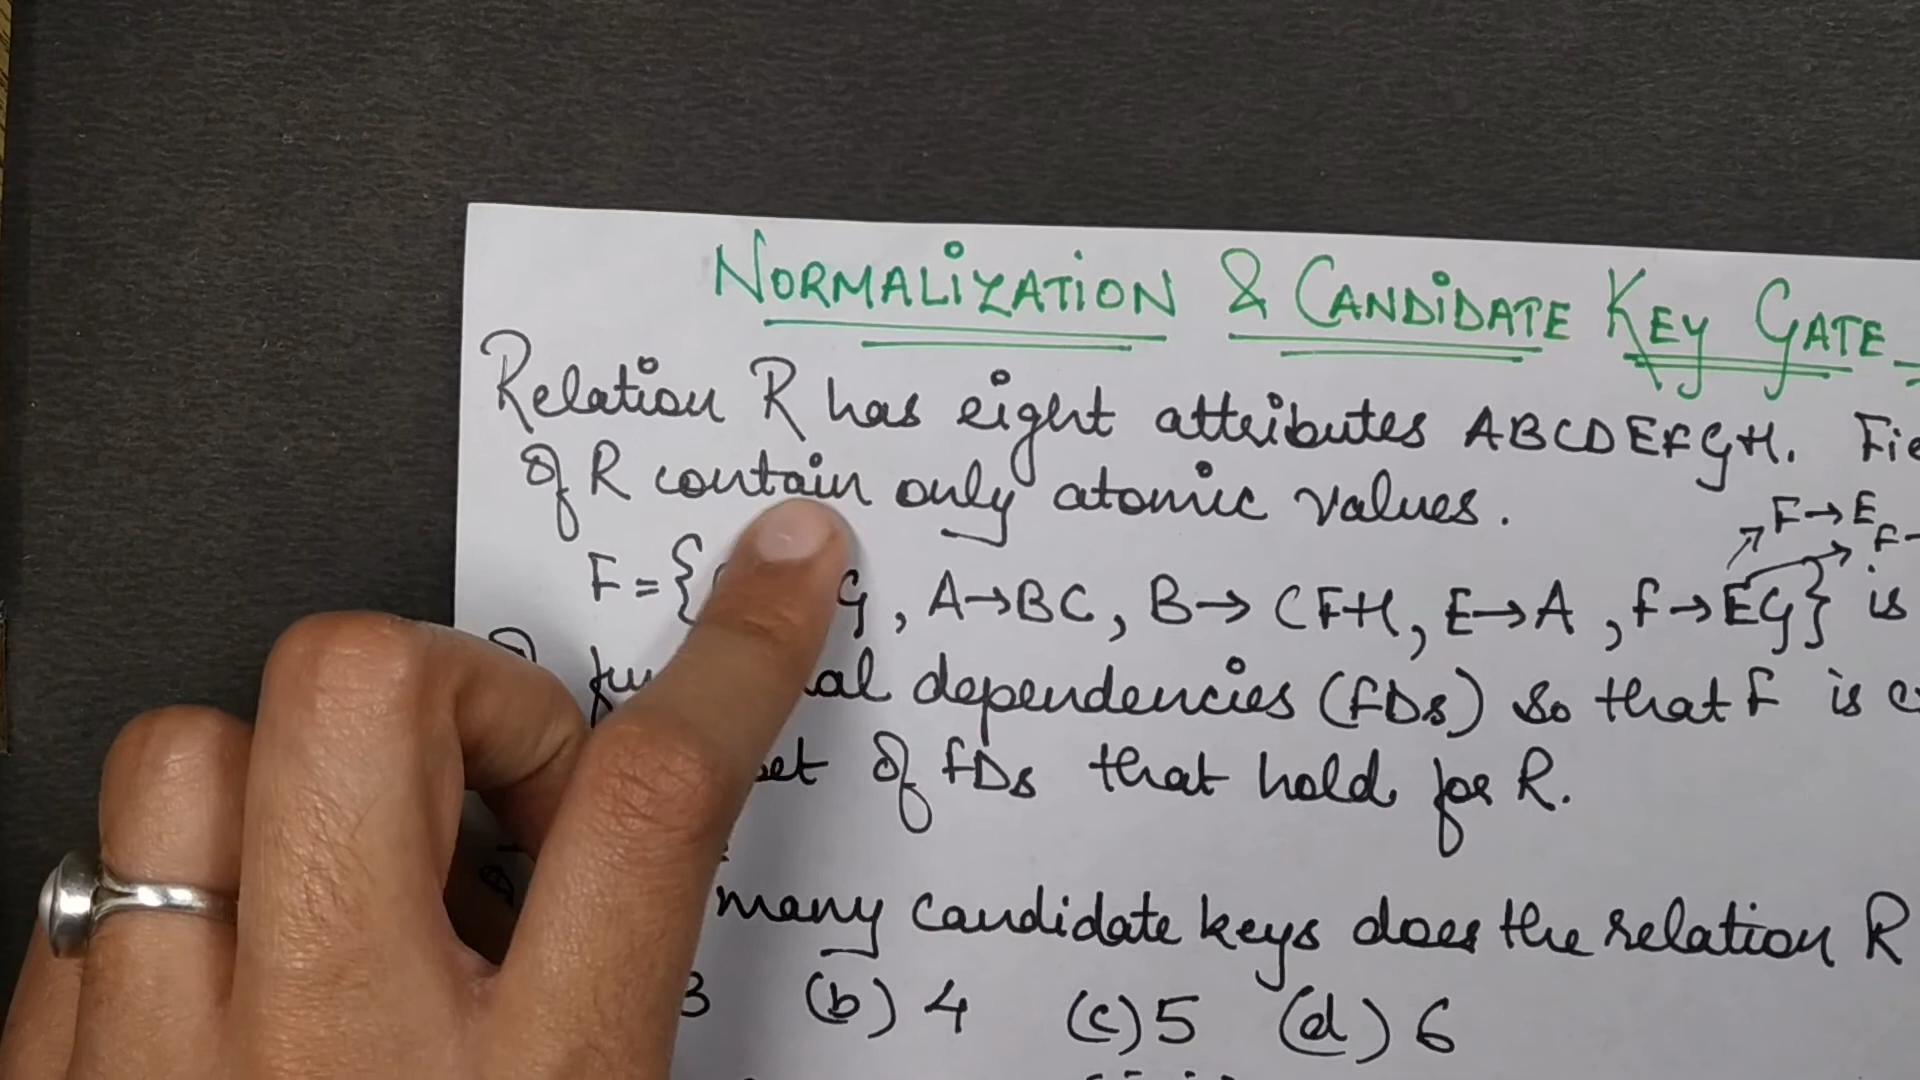 NORMALIZATION & CANDIDATE KEY GATE
Relation R has eight attributes ABCDEFGH. Fie
of R contain only atomic values.
F→E
F→
F={ G, A→BC, B→CFH, E→A, F→EG} is
fu al dependencies (FDs) so that F is
set of FDs that hold for R.
many candidate keys does the relation R
3 (b) 4 (c) 5 (d) 6